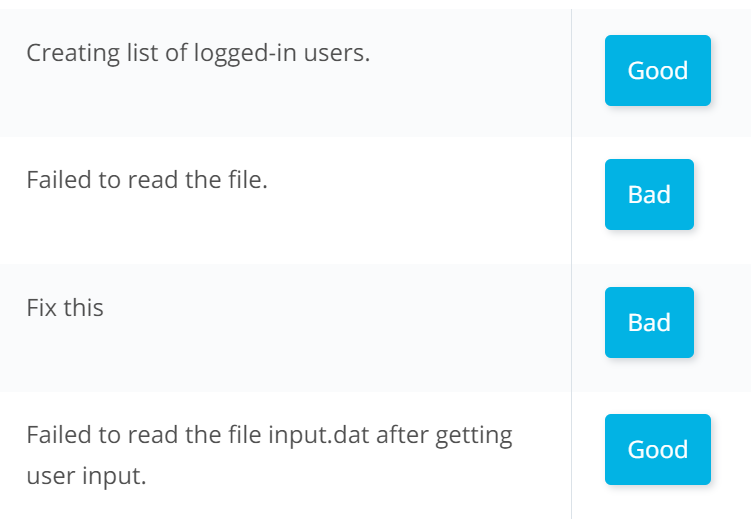 Creating list of logged-in users.
Good
Failed to read the file.
Bad
Fix this
Bad
Failed to read the file input.dat after getting
user input.
Good